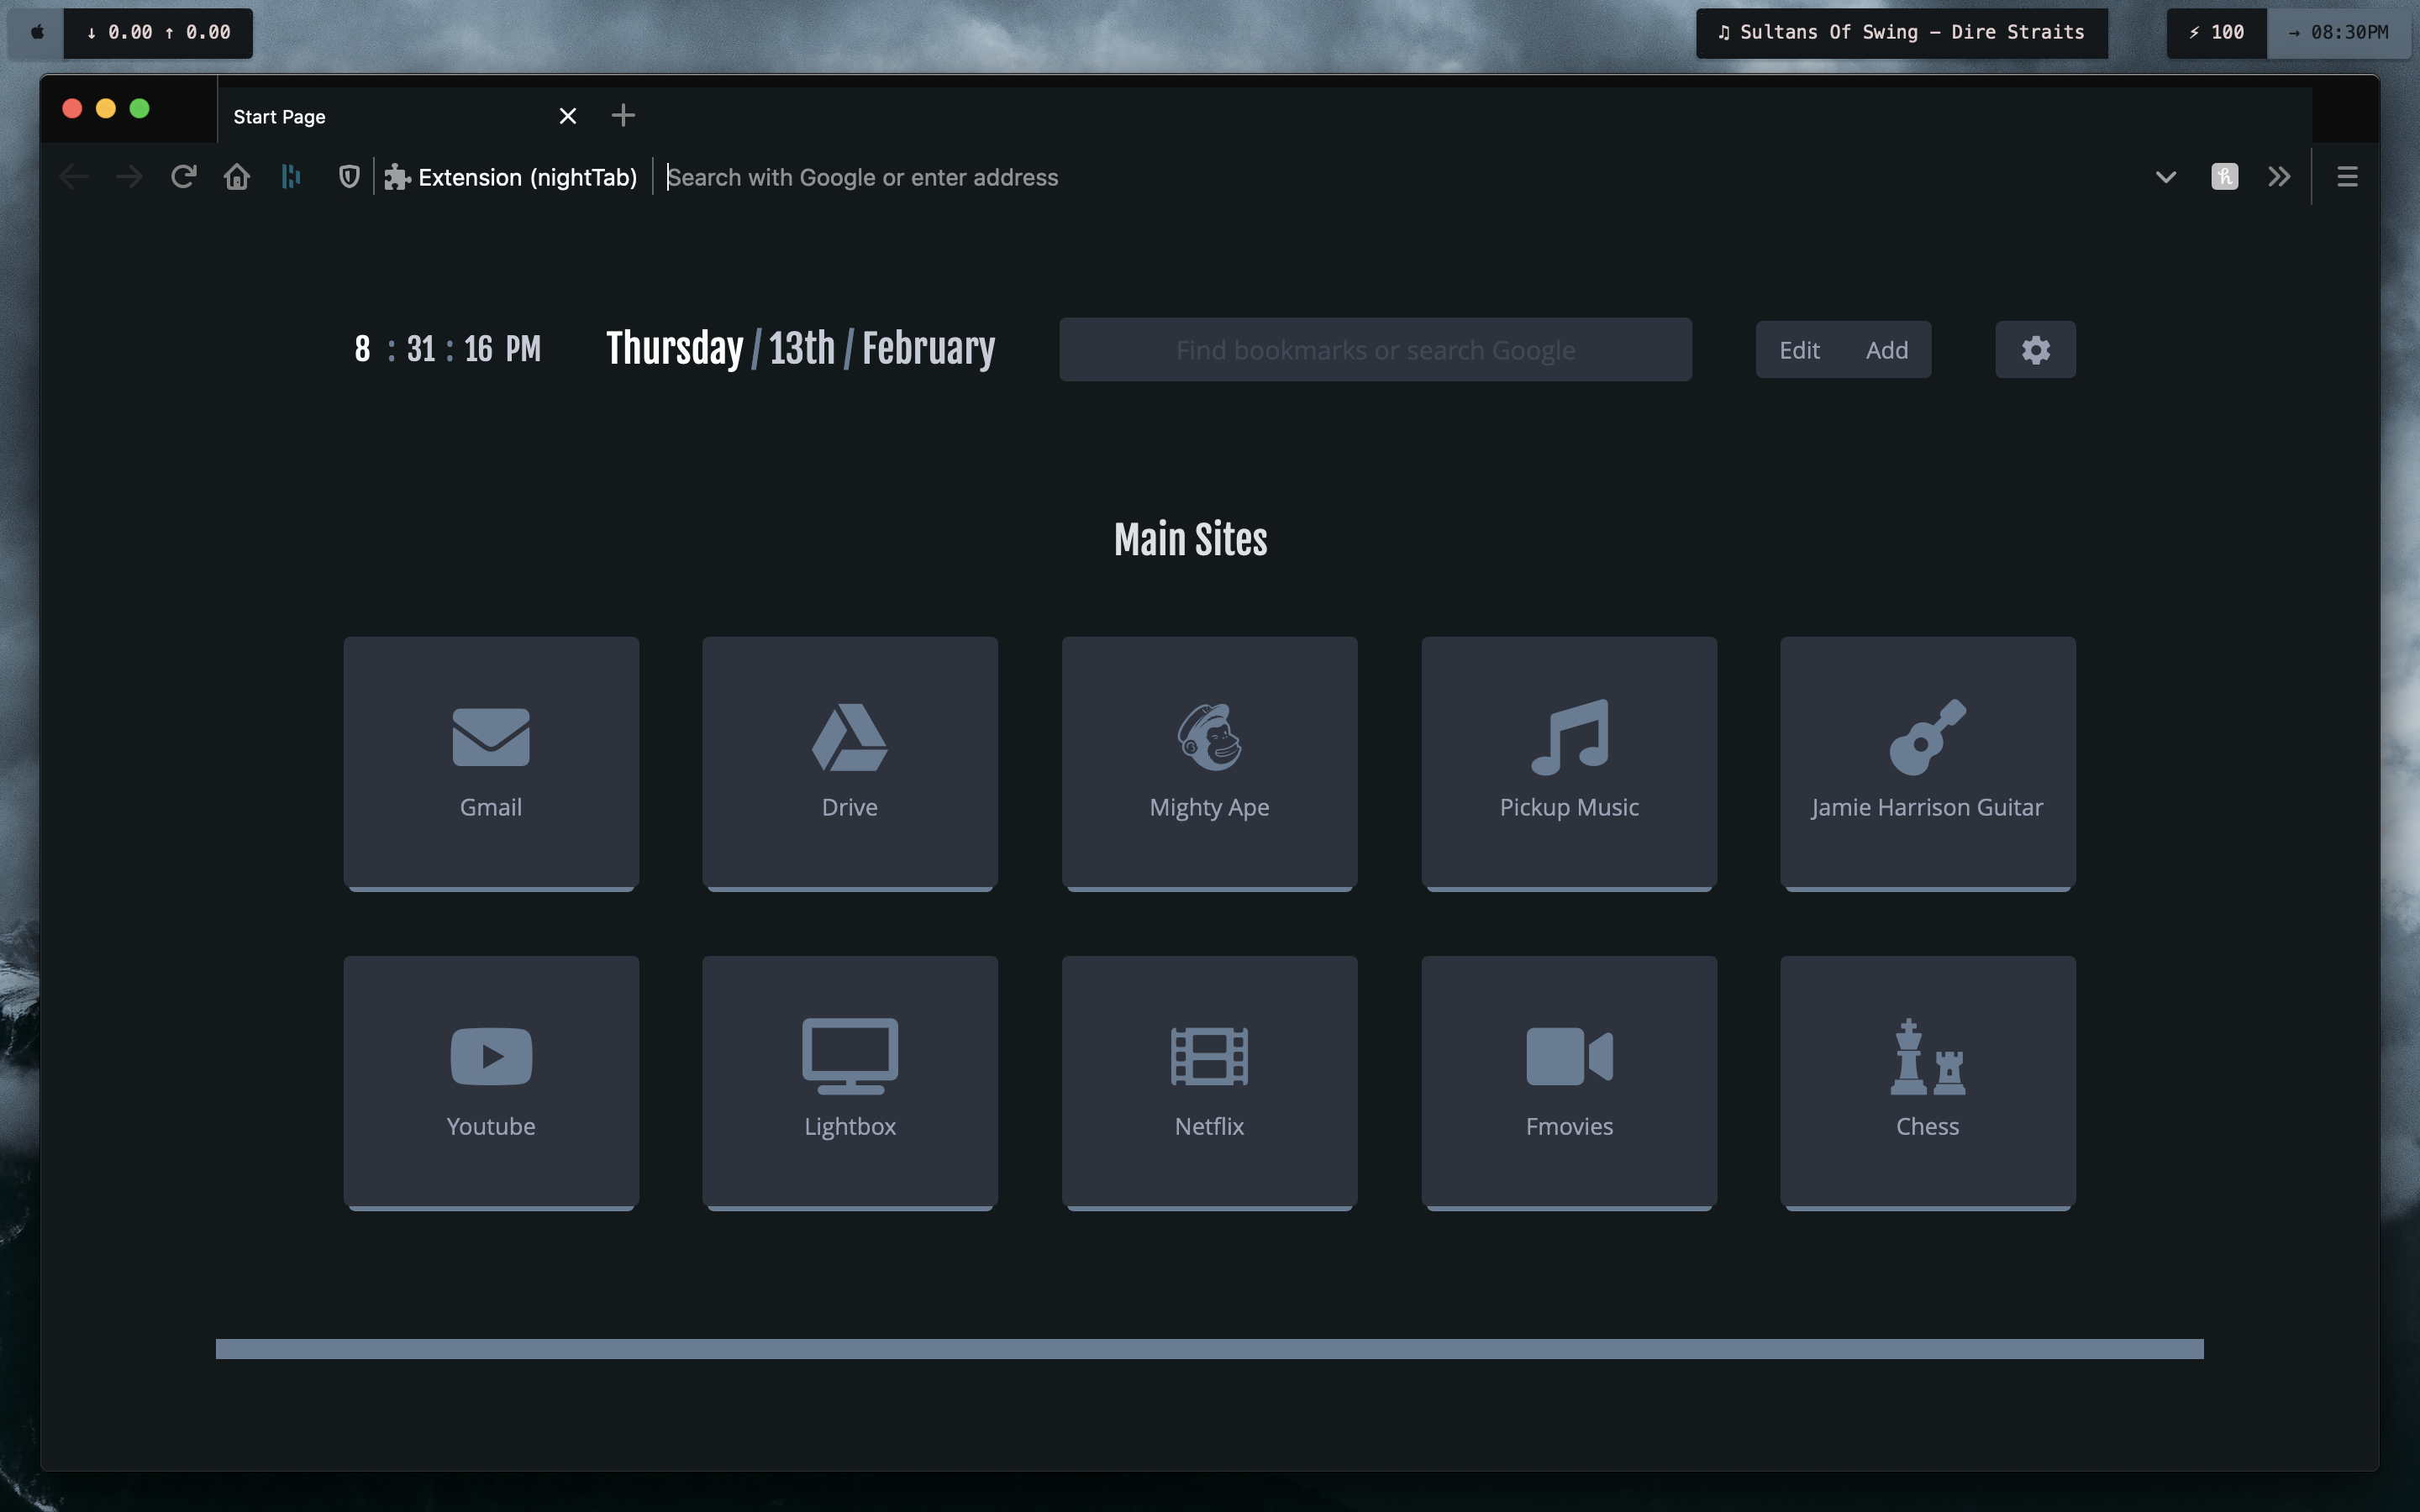 ↓ 0.00 ↑ 0.00
♫ Sultans Of Swing – Dire Straits
⚡ 100
→ 08:30PM
Start Page
Extension (nightTab)
Search with Google or enter address
8 : 31 : 16 PM
Thursday / 13th / February
Find bookmarks or search Google
Edit
Add
Main Sites
Gmail
Drive
Mighty Ape
Pickup Music
Jamie Harrison Guitar
Youtube
Lightbox
Netflix
Fmovies
Chess